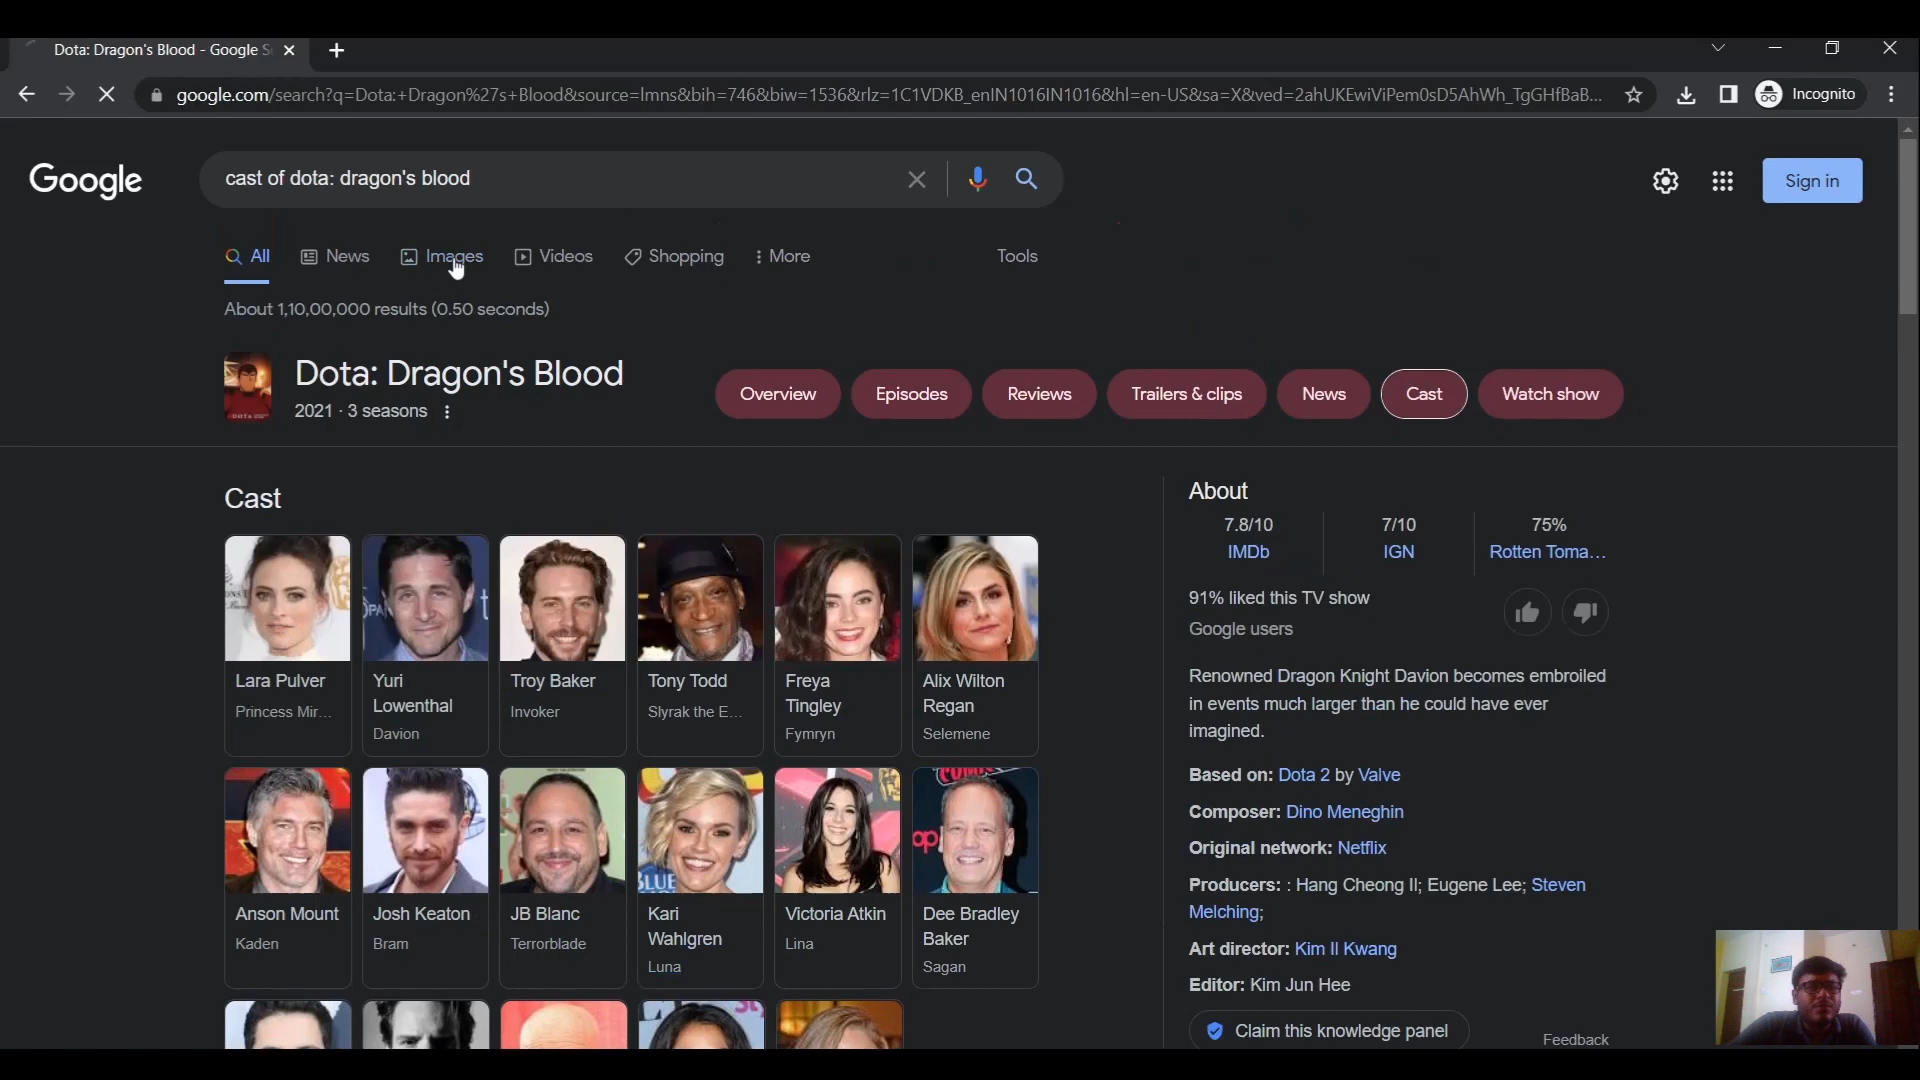 Dota: Dragon's Blood - Google S
google.com/search?q=Dota:+Dragon%27s+Blood&source=lmns&bih=746&biw=1536&rlz=1C1VDKB_enIN1016IN1016&hl=en-US&sa=X&ved=2ahUKEwiViPem0sD5AhWh_TgGHfBaB...
Incognito
Google
cast of dota: dragon's blood
Sign in
All
News
Images
Videos
Shopping
More
Tools
About 1,10,00,000 results (0.50 seconds)
Dota: Dragon's Blood
2021 · 3 seasons
Overview
Episodes
Reviews
Trailers & clips
News
Cast
Watch show
Cast
Lara Pulver
Princess Mir...
Yuri
Lowenthal
Davion
Troy Baker
Invoker
Tony Todd
Slyrak the E...
Freya
Tingley
Fymryn
Alix Wilton
Regan
Selemene
Anson Mount
Kaden
Josh Keaton
Bram
JB Blanc
Terrorblade
Kari
Wahlgren
Luna
Victoria Atkin
Lina
Dee Bradley
Baker
Sagan
About
7.8/10
IMDb
7/10
IGN
75%
Rotten Toma...
91% liked this TV show
Google users
Renowned Dragon Knight Davion becomes embroiled
in events much larger than he could have ever
imagined.
Based on: Dota 2 by Valve
Composer: Dino Meneghin
Original network: Netflix
Producers: : Hang Cheong Il; Eugene Lee; Steven
Melching;
Art director: Kim Il Kwang
Editor: Kim Jun Hee
Claim this knowledge panel
Feedback